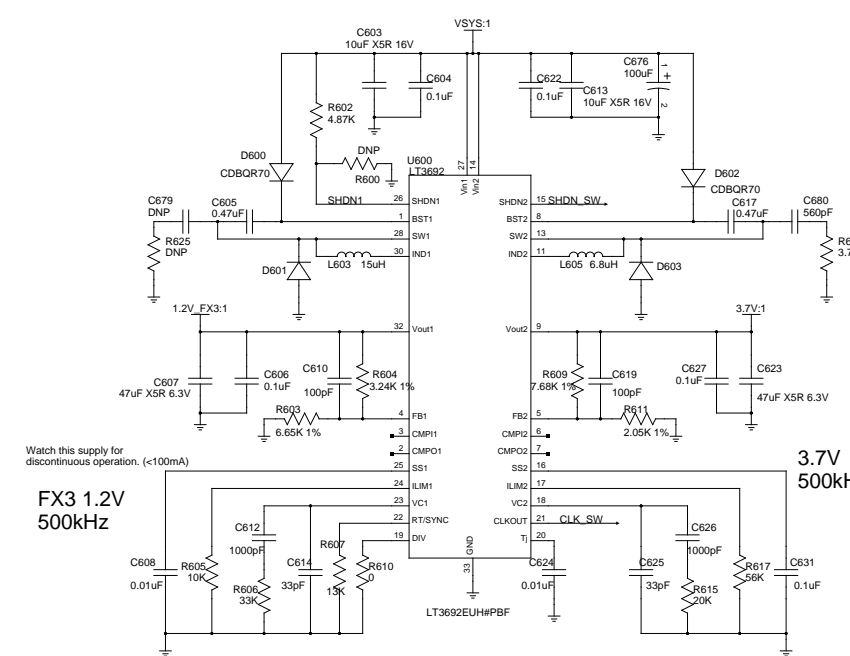 VSYS:1
C603
10uF X5R 16V
C604
0.1uF
C622
0.1uF
C613
10uF X5R 16V
C676
100uF
1
+
2
R602
4.87K
DNP
R600
D600
CDBQR70
D602
CDBQR70
U600
LT3692
27
14
Vin1
Vin2
SHDN1
26
SHDN1
SHDN2
15
SHDN_SW
C679
DNP
C605
0.47uF
1
BST1
BST2
8
C617
0.47uF
C680
560pF
R625
DNP
28
SW1
SW2
13
30
IND1
IND2
11
D601
L603
15uH
L605
6.8uH
D603
1.2V_FX3:1
3.7V:1
32
Vout1
Vout2
9
C607
47uF X5R 6.3V
C606
0.1uF
C610
100pF
R604
3.24K 1%
R609
7.68K 1%
C619
100pF
C627
0.1uF
C623
47uF X5R 6.3V
R603
6.65K 1%
4
FB1
FB2
5
R611
2.05K 1%
3
CMPI1
CMPI2
6
2
CMPO1
CMPO2
7
Watch this supply for
discontinuous operation. (<100mA)
25
SS1
SS2
16
3.7V
FX3 1.2V
500kHz
24
ILIM1
ILIM2
17
23
VC1
VC2
18
22
RT/SYNC
CLKOUT
21
CLK_SW
19
DIV
Tj
20
GND
33
C612
1000pF
C608
0.01uF
R605
10K
R606
33K
C614
33pF
R607
13K
R610
0
C624
0.01uF
C625
33pF
C626
1000pF
R615
20K
R617
56K
C631
0.1uF
LT3692EUH#PBF